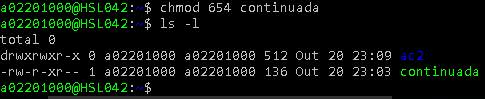 a02201000@HSL042:~$ chmod 654 continuada
a02201000@HSL042:~$ ls -l
total 0
drwxrwxr-x 0 a02201000 a02201000 512 Out 20 23:09 ac2
-rw-r-xr-- 1 a02201000 a02201000 136 Out 20 23:03 continuada
a02201000@HSL042:~$